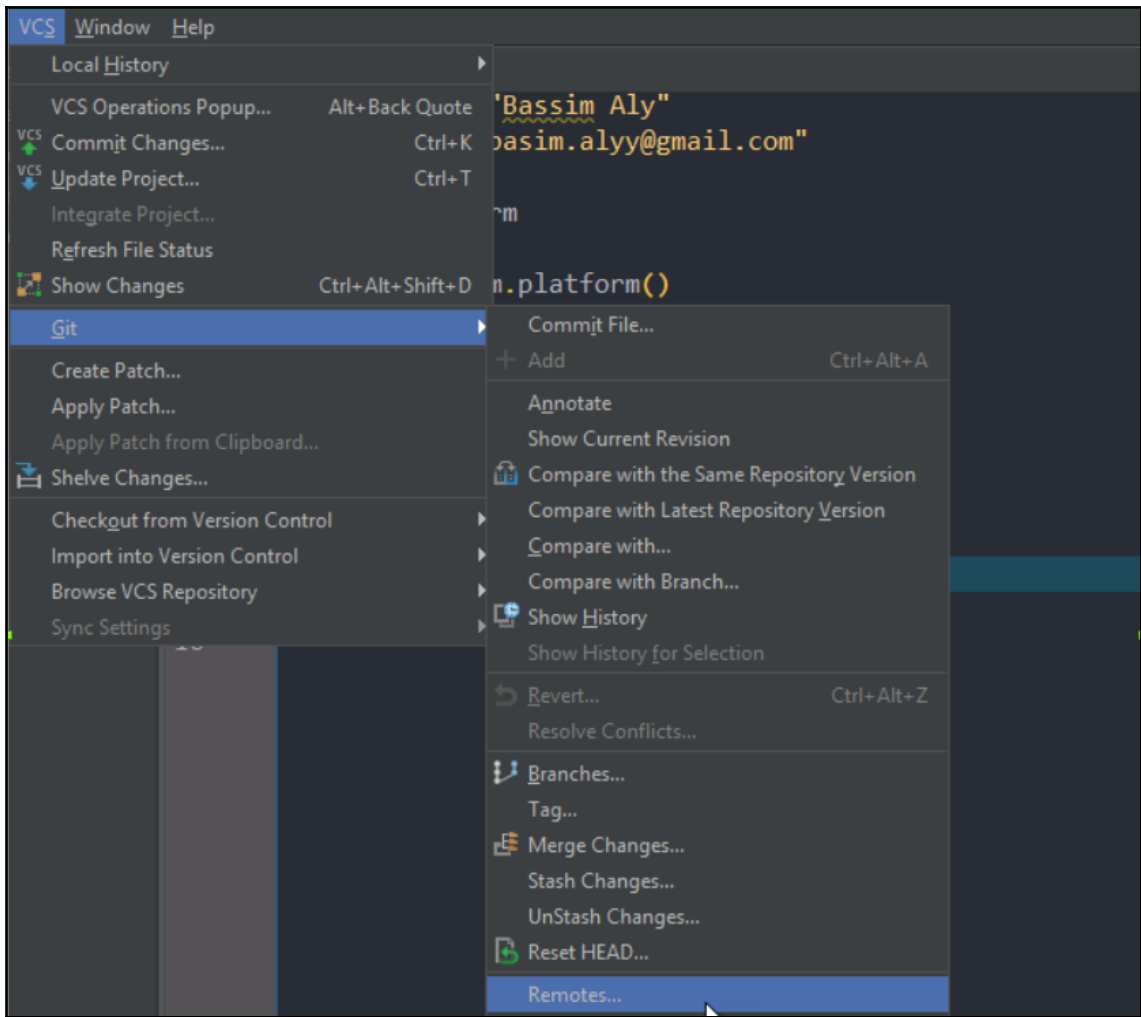 VCS Window Help
Local History
VCS Operations Popup... Alt+Back Quote
VCS Commit Changes... Ctrl+K
VCS Update Project... Ctrl+T
Integrate Project...
Refresh File Status
Show Changes Ctrl+Alt+Shift+D
Git
Create Patch...
Apply Patch...
Apply Patch from Clipboard...
Shelve Changes...
Checkout from Version Control
Import into Version Control
Browse VCS Repository
Sync Settings
"Bassim Aly"
basim.alyy@gmail.com"
rm
m.platform()
Commit File...
Add Ctrl+Alt+A
Annotate
Show Current Revision
Compare with the Same Repository Version
Compare with Latest Repository Version
Compare with...
Compare with Branch...
Show History
Show History for Selection
Revert... Ctrl+Alt+Z
Resolve Conflicts...
Branches...
Tag...
Merge Changes...
Stash Changes...
UnStash Changes...
Reset HEAD...
Remotes...